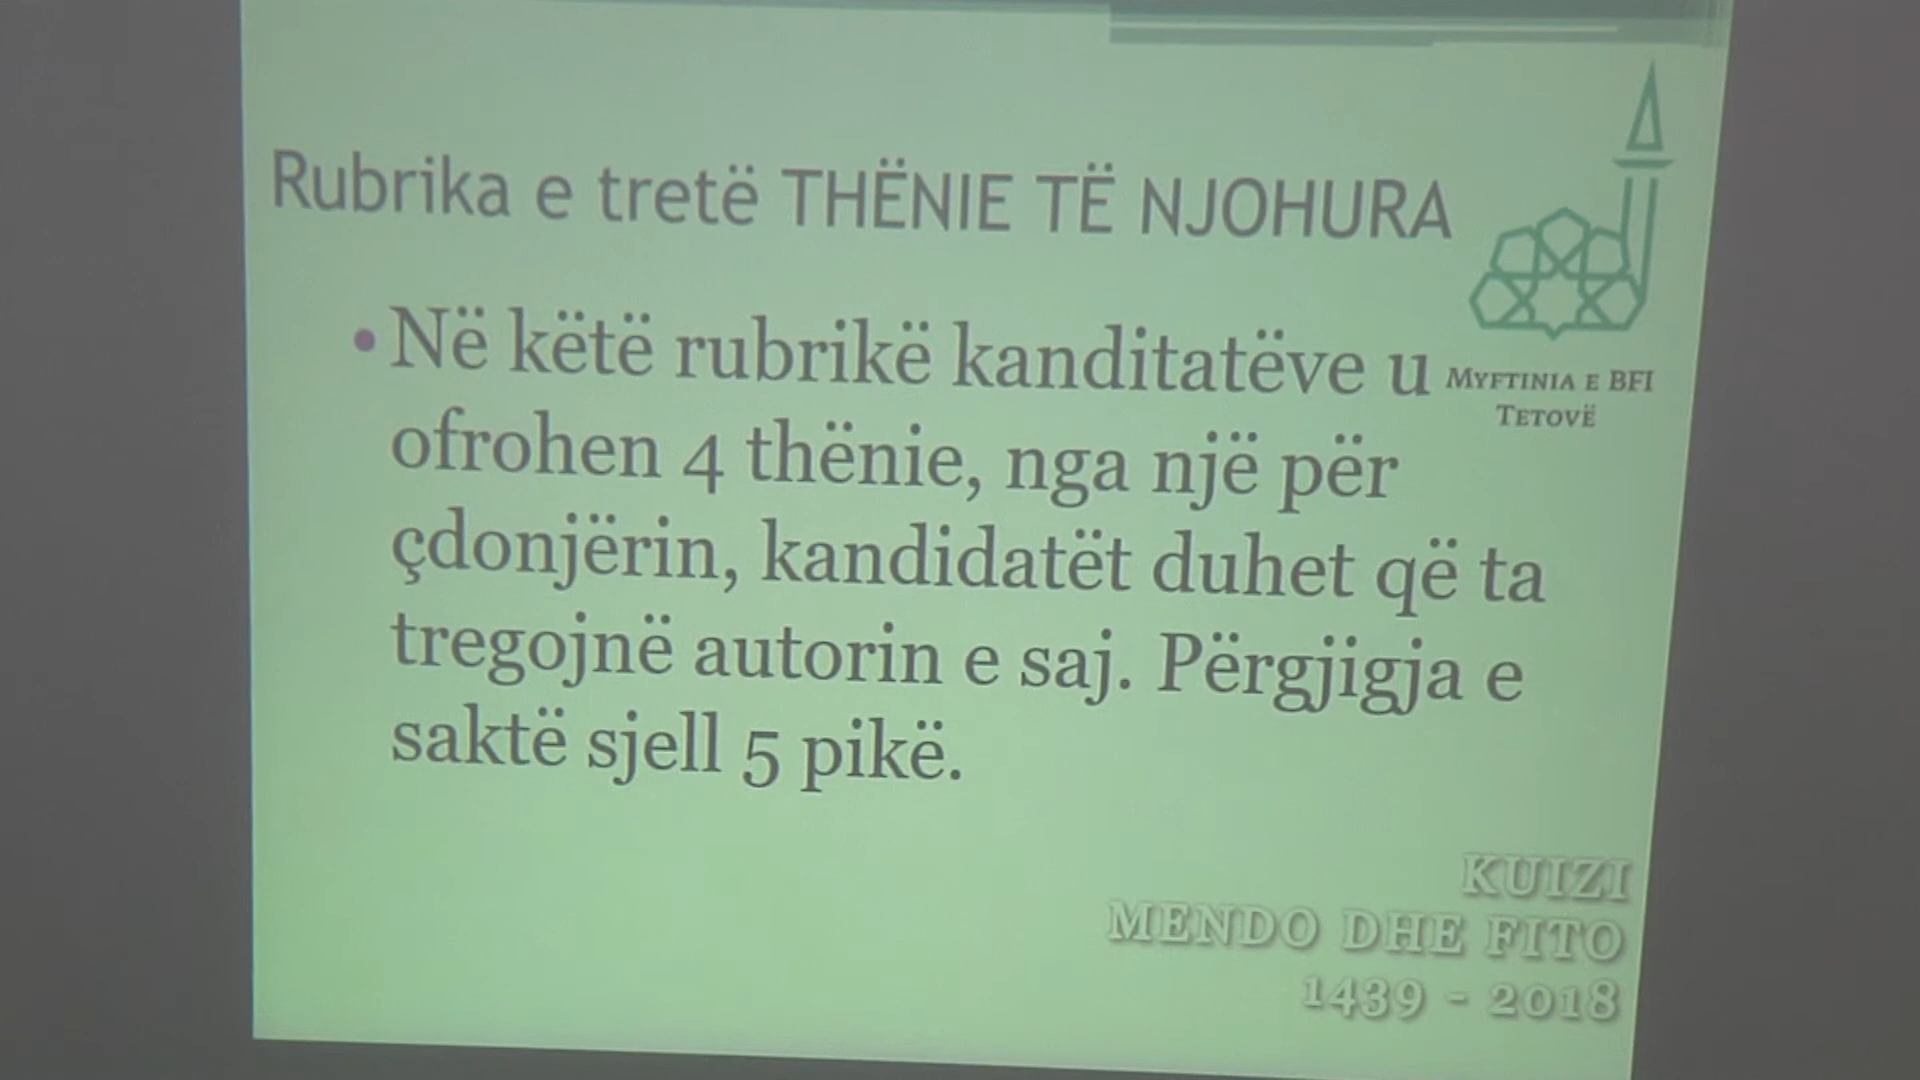 Rubrika e tretë THËNIE TË NJOHURA
• Në këtë rubrikë kanditatëve u
ofrohen 4 thënie, nga një për
çdonjërin, kandidatët duhet që ta
tregojnë autorin e saj. Përgjigja e
saktë sjell 5 pikë.
MYFTINIA E BFI
TETOVË
KUIZI
MENDO DHE FITO
1439 - 2018